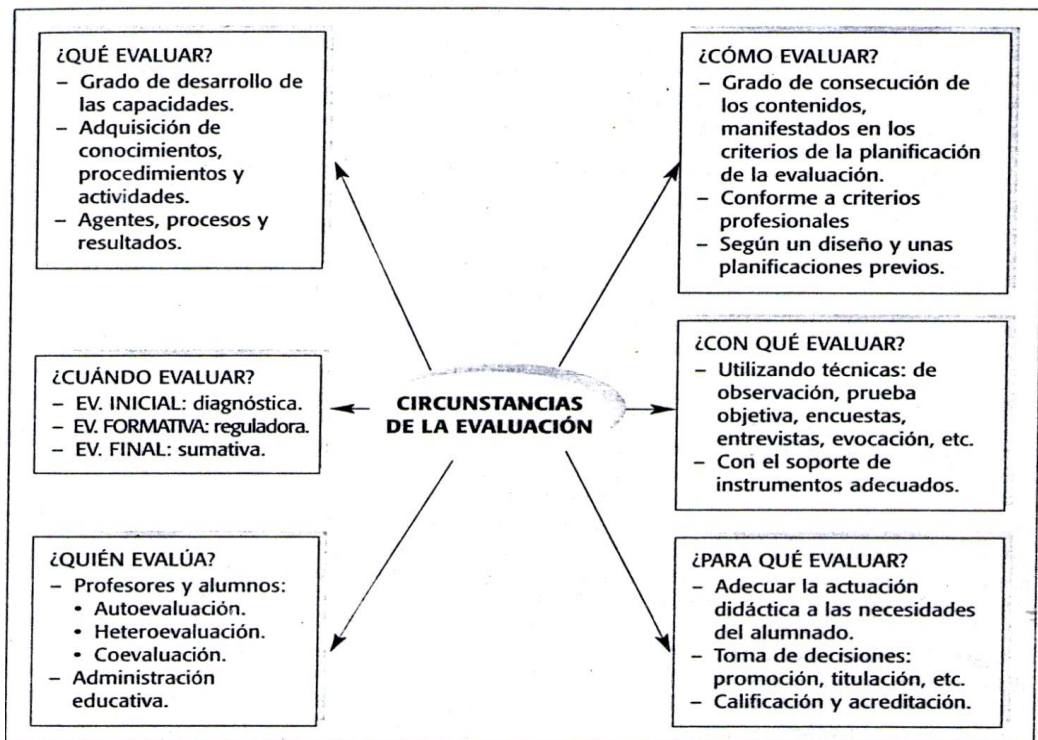 ¿QUÉ EVALUAR?
– Grado de desarrollo de
las capacidades.
– Adquisición de
conocimientos,
procedimientos y
actividades.
– Agentes, procesos y
resultados.
¿CÓMO EVALUAR?
– Grado de consecución de
los contenidos,
manifestados en los
criterios de la planificación
de la evaluación.
– Conforme a criterios
profesionales
– Según un diseño y unas
planificaciones previos.
¿CUÁNDO EVALUAR?
– EV. INICIAL: diagnóstica.
– EV. FORMATIVA: reguladora.
– EV. FINAL: sumativa.
CIRCUNSTANCIAS
DE LA EVALUACIÓN
¿CON QUÉ EVALUAR?
– Utilizando técnicas: de
observación, prueba
objetiva, encuestas,
entrevistas, evocación, etc.
– Con el soporte de
instrumentos adecuados.
¿QUIÉN EVALÚA?
– Profesores y alumnos:
• Autoevaluación.
• Heteroevaluación.
• Coevaluación.
– Administración
educativa.
¿PARA QUÉ EVALUAR?
– Adecuar la actuación
didáctica a las necesidades
del alumnado.
– Toma de decisiones:
promoción, titulación, etc.
– Calificación y acreditación.